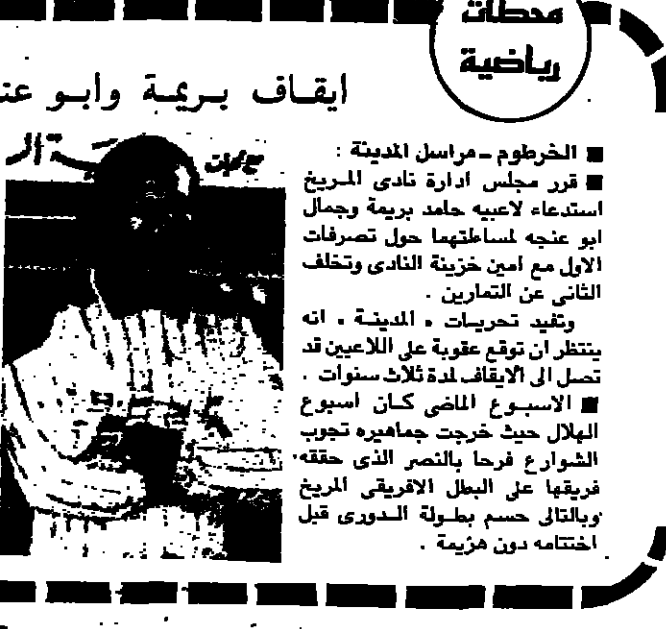 محطات
رياضية
ايقاف بريمة وابو عنـ
■ الخرطوم ـ مراسل المدينة :
■ قرر مجلس ادارة نادى المريخ
استدعاء لاعبيه حامد بريمة وجمال
ابو عنجه لمساءلتهما حول تصرفات
الاول مع امين خزينة النادى وتخلف
الثانى عن التمارين .
وتفيد تحريات « المدينة » انه
ينتظر ان توقع عقوبة على اللاعبين قد
تصل الى الايقاف لمدة ثلاث سنوات .
■ الاسبوع الماضى كان اسبوع
الهلال حيث خرجت جماهيره تجوب
الشوارع فرحا بالنصر الذى حققه
فريقها على البطل الافريقى المريخ
وبالتالى حسم بطولة الدورى قبل
اختتامه دون هزيمة .